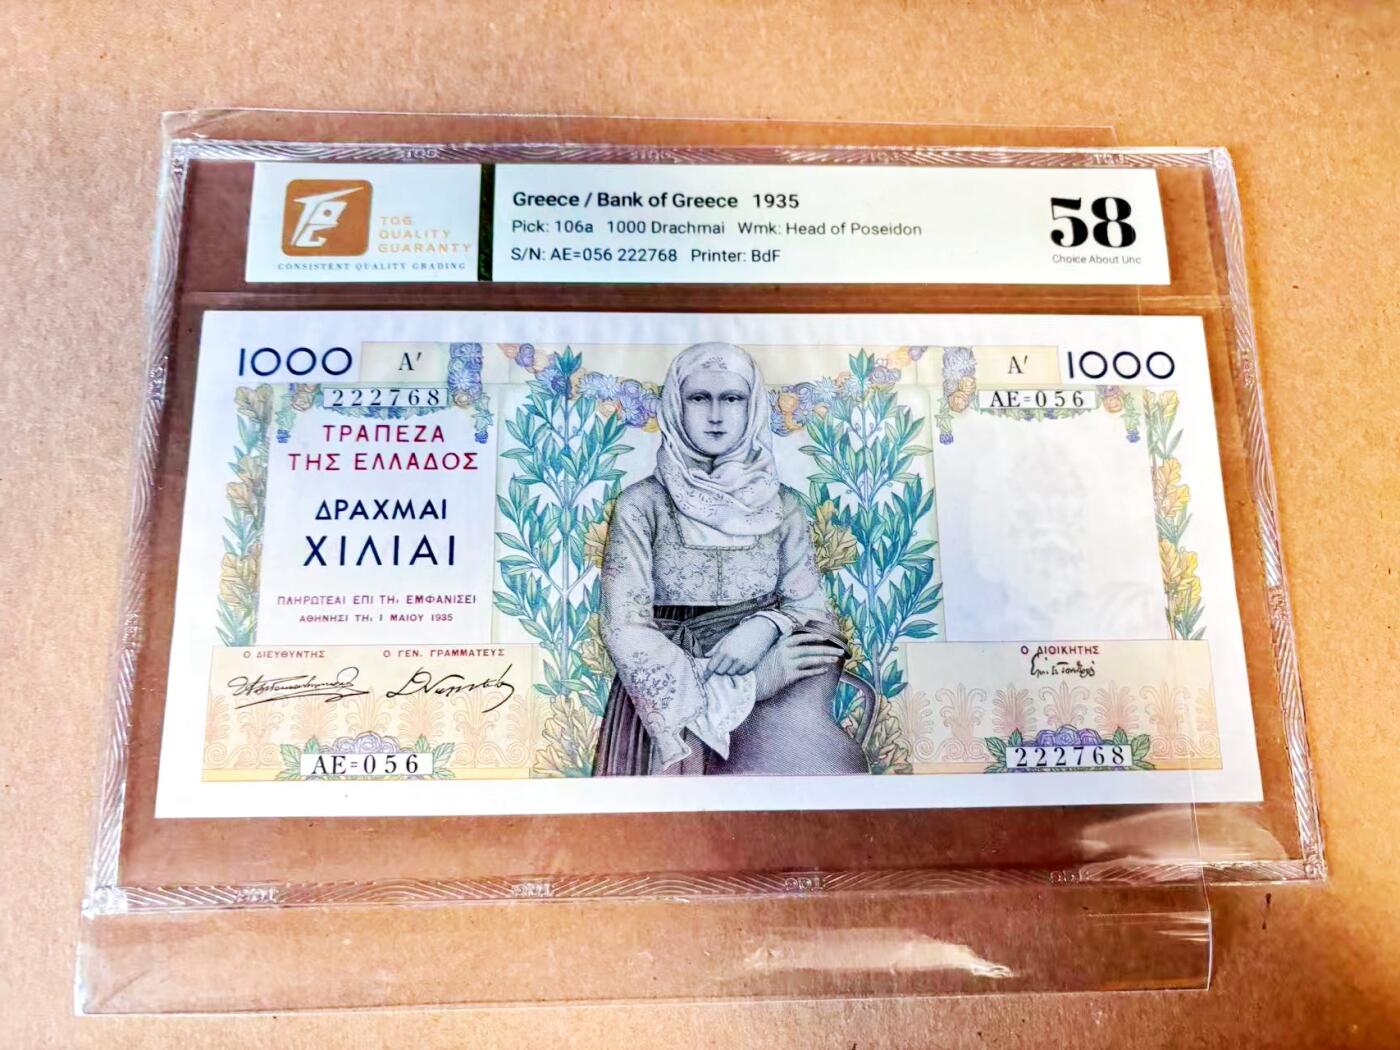 TQG
QUALITY
GUARANTY
CONSISTENT QUALITY GRADING
Greece / Bank of Greece 1935
Pick: 106a 1000 Drachmai Wmk: Head of Poseidon
S/N: AE=056 222768 Printer: BdF
58
Choice About Unc
1000 Α′ Α′ 1000
222768 ΑΕ=056
ΤΡΑΠΕΖΑ
ΤΗΣ ΕΛΛΑΔΟΣ
ΔΡΑΧΜΑΙ
ΧΙΛΙΑΙ
ΠΛΗΡΩΤΕΑΙ ΕΠΙ ΤΗι ΕΜΦΑΝΙΣΕΙ
ΑΘΗΝΗΣΙ ΤΗι 1 ΜΑΙΟΥ 1935
Ο ΔΙΕΥΘΥΝΤΗΣ Ο ΓΕΝ. ΓΡΑΜΜΑΤΕΥΣ Ο ΔΙΟΙΚΗΤΗΣ
ΑΕ=056 222768